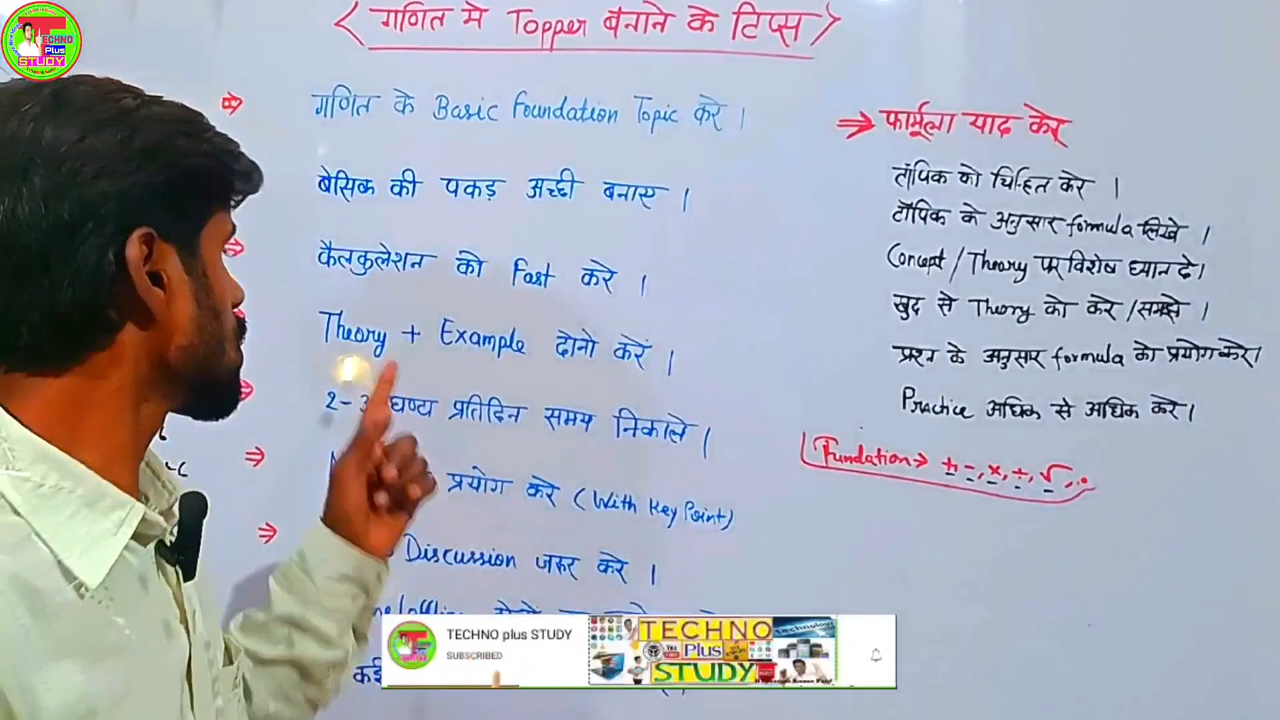 < गणित मे Topper बनाने के टिप्स >
⇒ गणित के Basic Foundation Topic करे ।
बेसिक की पकड़ अच्छी बनाए ।
⇒ कैलकुलेशन को Fast करे ।
Theory + Example दोनो करें ।
⇒ 2-3 घण्टा प्रतिदिन समय निकाले ।
⇒ प्रयोग करे (With Key Point)
⇒ Discussion जरूर करे ।
कई
⇒ फार्मूला याद करे
टॉपिक को चिन्हित करे ।
टॉपिक के अनुसार formula लिखे ।
Concept / Theory पर विशेष ध्यान दे।
खुद से Theory को करे / समझे ।
प्रश्न के अनुसार formula को प्रयोग करे।
Practice अधिक से अधिक करे।
Fundation → +, -, ×, ÷, √, .
TECHNO
Plus
STUDY
TECHNO plus STUDY
SUBSCRIBED
TECHNO
Plus
STUDY